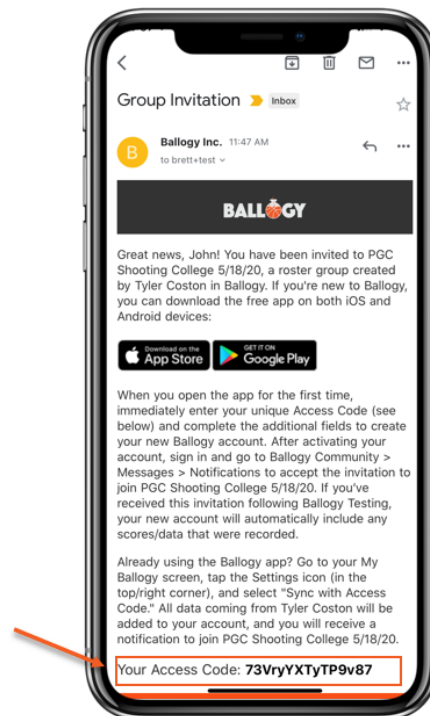 Group Invitation Inbox
B
Ballogy Inc. 11:47 AM
to brett+test
BALLOGY
Great news, John! You have been invited to PGC
Shooting College 5/18/20, a roster group created
by Tyler Coston in Ballogy. If you're new to Ballogy,
you can download the free app on both iOS and
Android devices:
Download on the
App Store
GET IT ON
Google Play
When you open the app for the first time,
immediately enter your unique Access Code (see
below) and complete the additional fields to create
your new Ballogy account. After activating your
account, sign in and go to Ballogy Community >
Messages > Notifications to accept the invitation to
join PGC Shooting College 5/18/20. If you've
received this invitation following Ballogy Testing,
your new account will automatically include any
scores/data that were recorded.
Already using the Ballogy app? Go to your My
Ballogy screen, tap the Settings icon (in the
top/right corner), and select "Sync with Access
Code." All data coming from Tyler Coston will be
added to your account, and you will receive a
notification to join PGC Shooting College 5/18/20.
Your Access Code: 73VryYXTyTP9v87